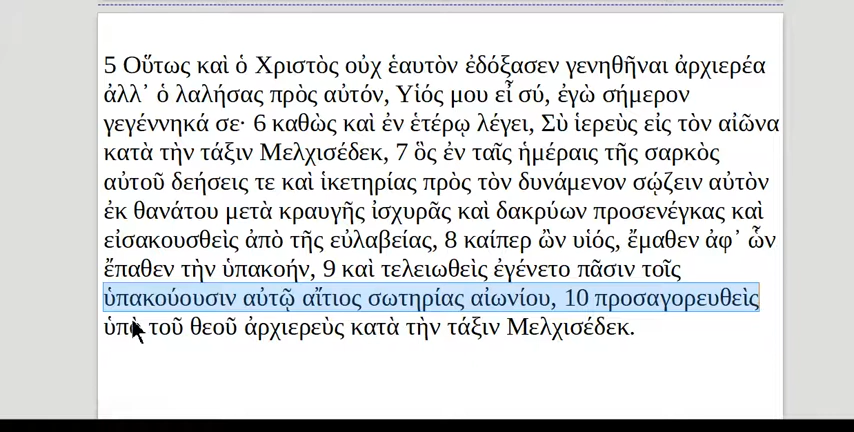 5 Οὕτως καὶ ὁ Χριστὸς οὐχ ἑαυτὸν ἐδόξασεν γενηθῆναι ἀρχιερέα
ἀλλ᾽ ὁ λαλήσας πρὸς αὐτόν, Υἱός μου εἶ σύ, ἐγὼ σήμερον
γεγέννηκά σε· 6 καθὼς καὶ ἐν ἑτέρῳ λέγει, Σὺ ἱερεὺς εἰς τὸν αἰῶνα
κατὰ τὴν τάξιν Μελχισέδεκ, 7 ὃς ἐν ταῖς ἡμέραις τῆς σαρκὸς
αὐτοῦ δεήσεις τε καὶ ἱκετηρίας πρὸς τὸν δυνάμενον σῴζειν αὐτὸν
ἐκ θανάτου μετὰ κραυγῆς ἰσχυρᾶς καὶ δακρύων προσενέγκας καὶ
εἰσακουσθεὶς ἀπὸ τῆς εὐλαβείας, 8 καίπερ ὢν υἱός, ἔμαθεν ἀφ᾽ ὧν
ἔπαθεν τὴν ὑπακοήν, 9 καὶ τελειωθεὶς ἐγένετο πᾶσιν τοῖς
ὑπακούουσιν αὐτῷ αἴτιος σωτηρίας αἰωνίου, 10 προσαγορευθεὶς
ὑπὸ τοῦ θεοῦ ἀρχιερεὺς κατὰ τὴν τάξιν Μελχισέδεκ.